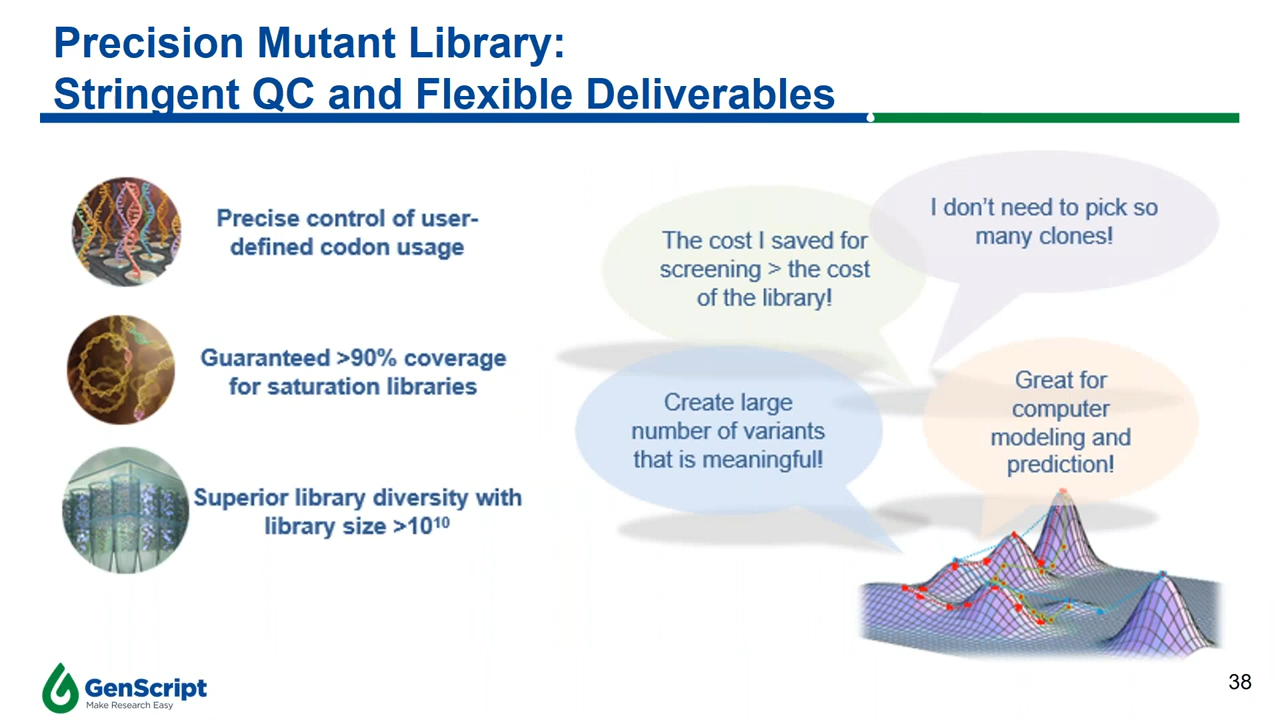 Precision Mutant Library:
Stringent QC and Flexible Deliverables
Precise control of user-
defined codon usage
Guaranteed >90% coverage
for saturation libraries
Superior library diversity with
library size >10¹⁰
The cost I saved for
screening > the cost
of the library!
I don’t need to pick so
many clones!
Create large
number of variants
that is meaningful!
Great for
computer
modeling and
prediction!
GenScript
Make Research Easy
38